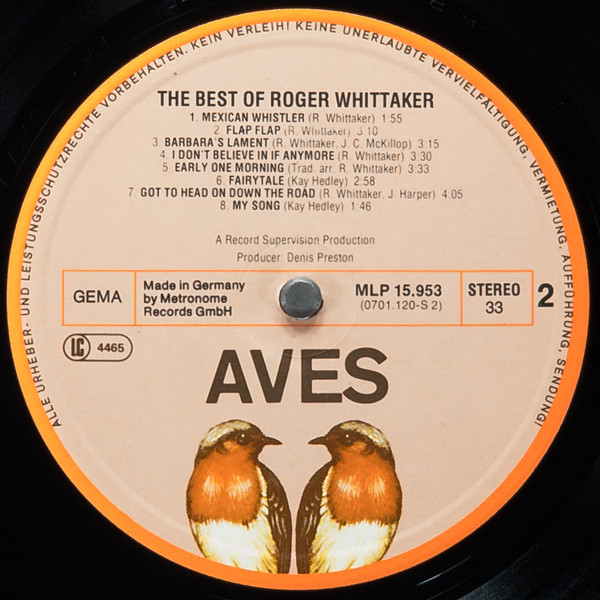 ALLE URHEBER- UND LEISTUNGSSCHUTZRECHTE VORBEHALTEN. KEIN VERLEIH! KEINE UNERLAUBTE VERVIELFÄLTIGUNG, VERMIETUNG, AUFFÜHRUNG, SENDUNG!
THE BEST OF ROGER WHITTAKER
1. MEXICAN WHISTLER (R. Whittaker) 1:55
2. FLAP FLAP (R. Whittaker) 3:10
3. BARBARA'S LAMENT (R. Whittaker, J. C. McKillop) 3:15
4. I DON'T BELIEVE IN IF ANYMORE (R. Whittaker) 3:30
5. EARLY ONE MORNING (Trad. arr. R. Whittaker) 3:33
6. FAIRYTALE (Kay Hedley) 2:58
7. GOT TO HEAD ON DOWN THE ROAD (R. Whittaker, J. Harper) 4:05
8. MY SONG (Kay Hedley) 1:46
A Record Supervision Production
Producer: Denis Preston
GEMA
Made in Germany
by Metronome
Records GmbH
MLP 15.953
(0701.120-S 2)
STEREO
33
2
LC 4465
AVES